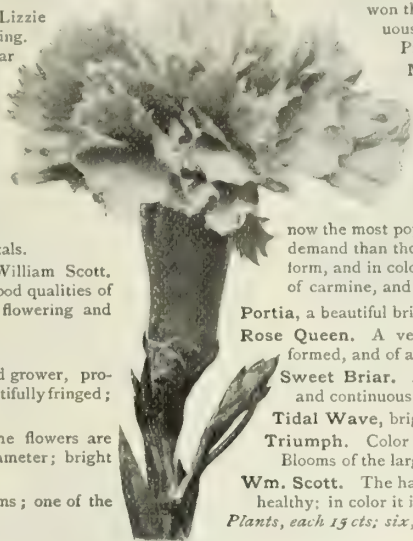 Lizzie
ing.
ar
tals.
William Scott.
ood qualities of
flowering and
d grower, pro-
tifully fringed;
he flowers are
ameter; bright
ns; one of the
won th
uous
P
now the most po
demand than tho
form, and in colo
of carmine, and
Portia, a beautiful bri
Rose Queen. A ve
formed, and of a
Sweet Briar.
and continuous
Tidal Wave, brig
Triumph. Color
Blooms of the larg
Wm. Scott. The ha
healthy; in color it i
Plants, each 15 cts; six,